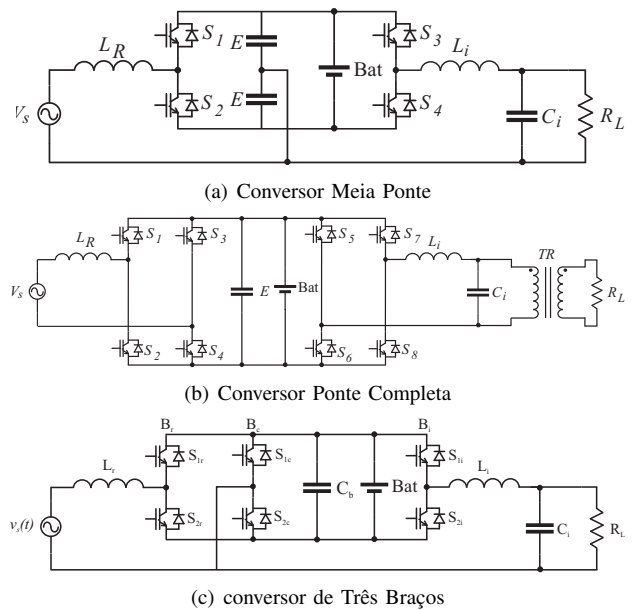 L_R
S_1
E
S_3
L_i
Bat
V_s
S_2
E
S_4
C_i
R_L
(a) Conversor Meia Ponte
L_R
S_1
S_3
S_5
S_7
L_i
TR
V_s
E
Bat
C_i
R_L
S_2
S_4
S_6
S_8
(b) Conversor Ponte Completa
B_r
B_c
B_i
L_r
S_1r
S_1c
S_1i
L_i
C_b
Bat
v_s(t)
S_2r
S_2c
S_2i
C_i
R_L
(c) conversor de Três Braços